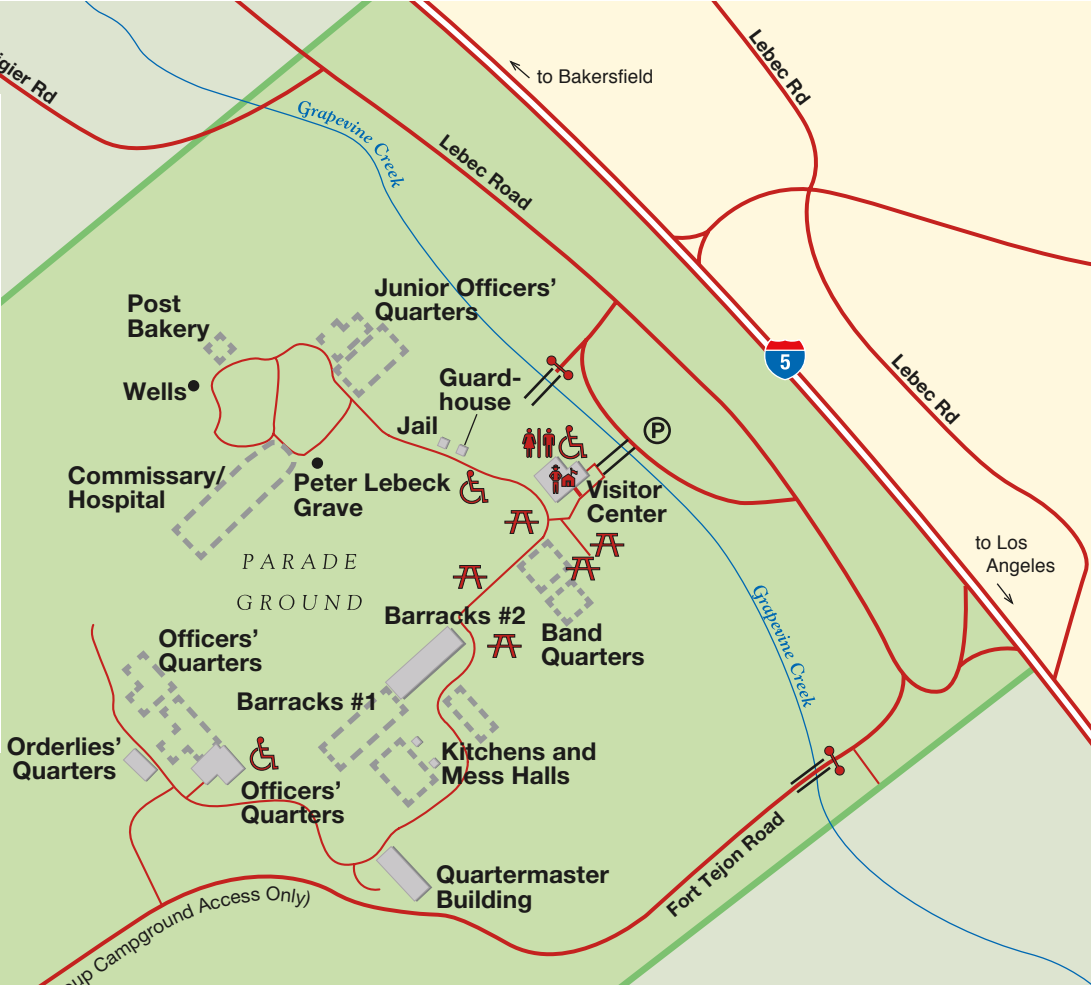 to Bakersfield
Lebec Rd
gier Rd
Grapevine Creek
Lebec Road
Junior Officers'
Quarters
Post
Bakery
5
Wells
Guard-
house
Lebec Rd
Jail
P
Commissary/
Hospital
Peter Lebeck
Grave
Visitor
Center
to Los
Angeles
PARADE
GROUND
Grapevine Creek
Barracks #2
Band
Quarters
Officers'
Quarters
Barracks #1
Orderlies'
Quarters
Kitchens and
Mess Halls
Officers'
Quarters
Quartermaster
Building
Fort Tejon Road
up Campground Access Only)